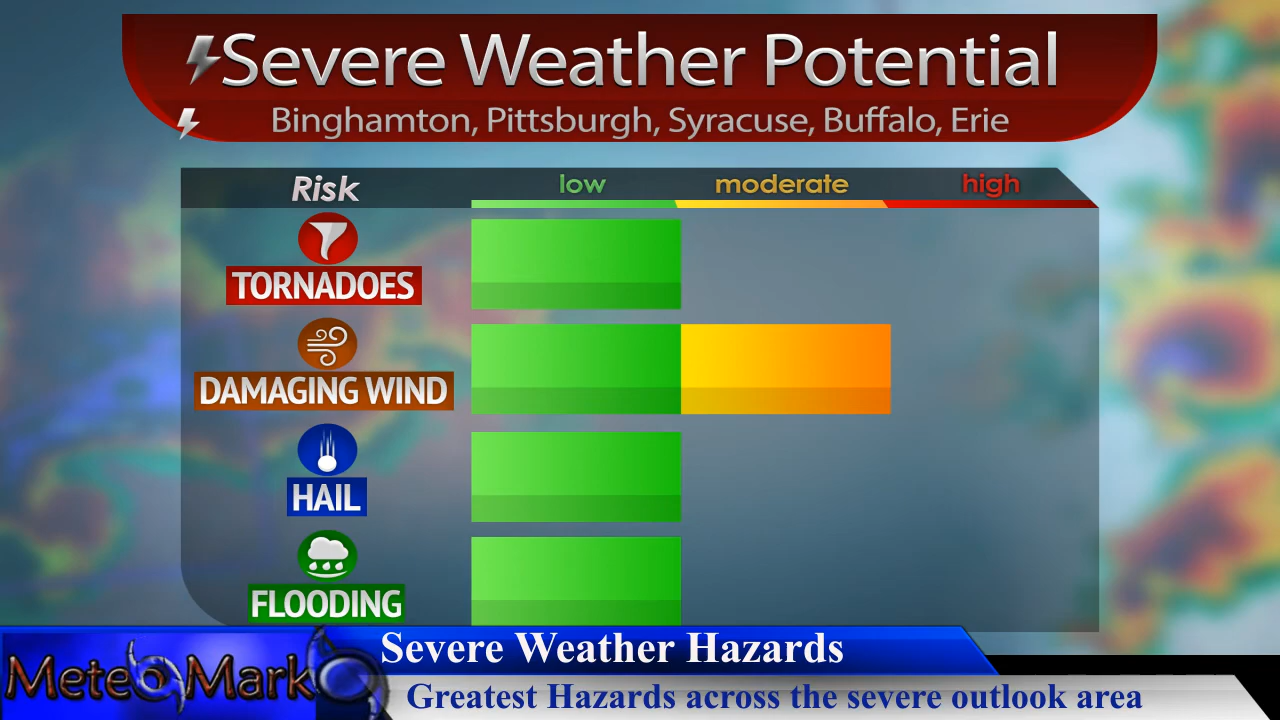 Severe Weather Potential
Binghamton, Pittsburgh, Syracuse, Buffalo, Erie
Risk low moderate high
TORNADOES
DAMAGING WIND
HAIL
FLOODING
Severe Weather Hazards
MeteoMark
Greatest Hazards across the severe outlook area